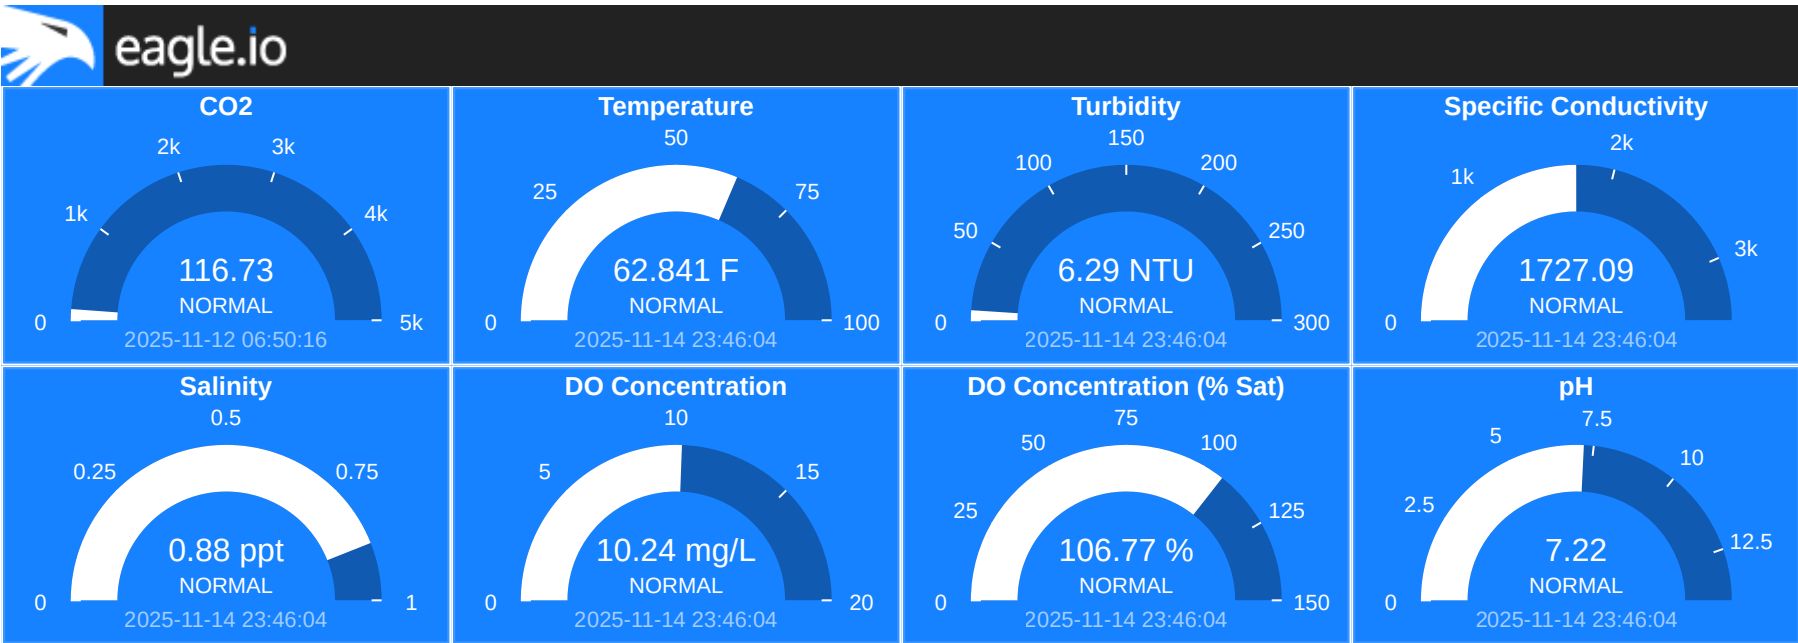 eagle.io
CO2
0
1k
2k
3k
4k
5k
116.73
NORMAL
2025-11-12 06:50:16
Temperature
0
25
50
75
100
62.841 F
NORMAL
2025-11-14 23:46:04
Turbidity
0
50
100
150
200
250
300
6.29 NTU
NORMAL
2025-11-14 23:46:04
Specific Conductivity
0
1k
2k
3k
1727.09
NORMAL
2025-11-14 23:46:04
Salinity
0
0.25
0.5
0.75
1
0.88 ppt
NORMAL
2025-11-14 23:46:04
DO Concentration
0
5
10
15
20
10.24 mg/L
NORMAL
2025-11-14 23:46:04
DO Concentration (% Sat)
0
25
50
75
100
125
150
106.77 %
NORMAL
2025-11-14 23:46:04
pH
0
2.5
5
7.5
10
12.5
7.22
NORMAL
2025-11-14 23:46:04